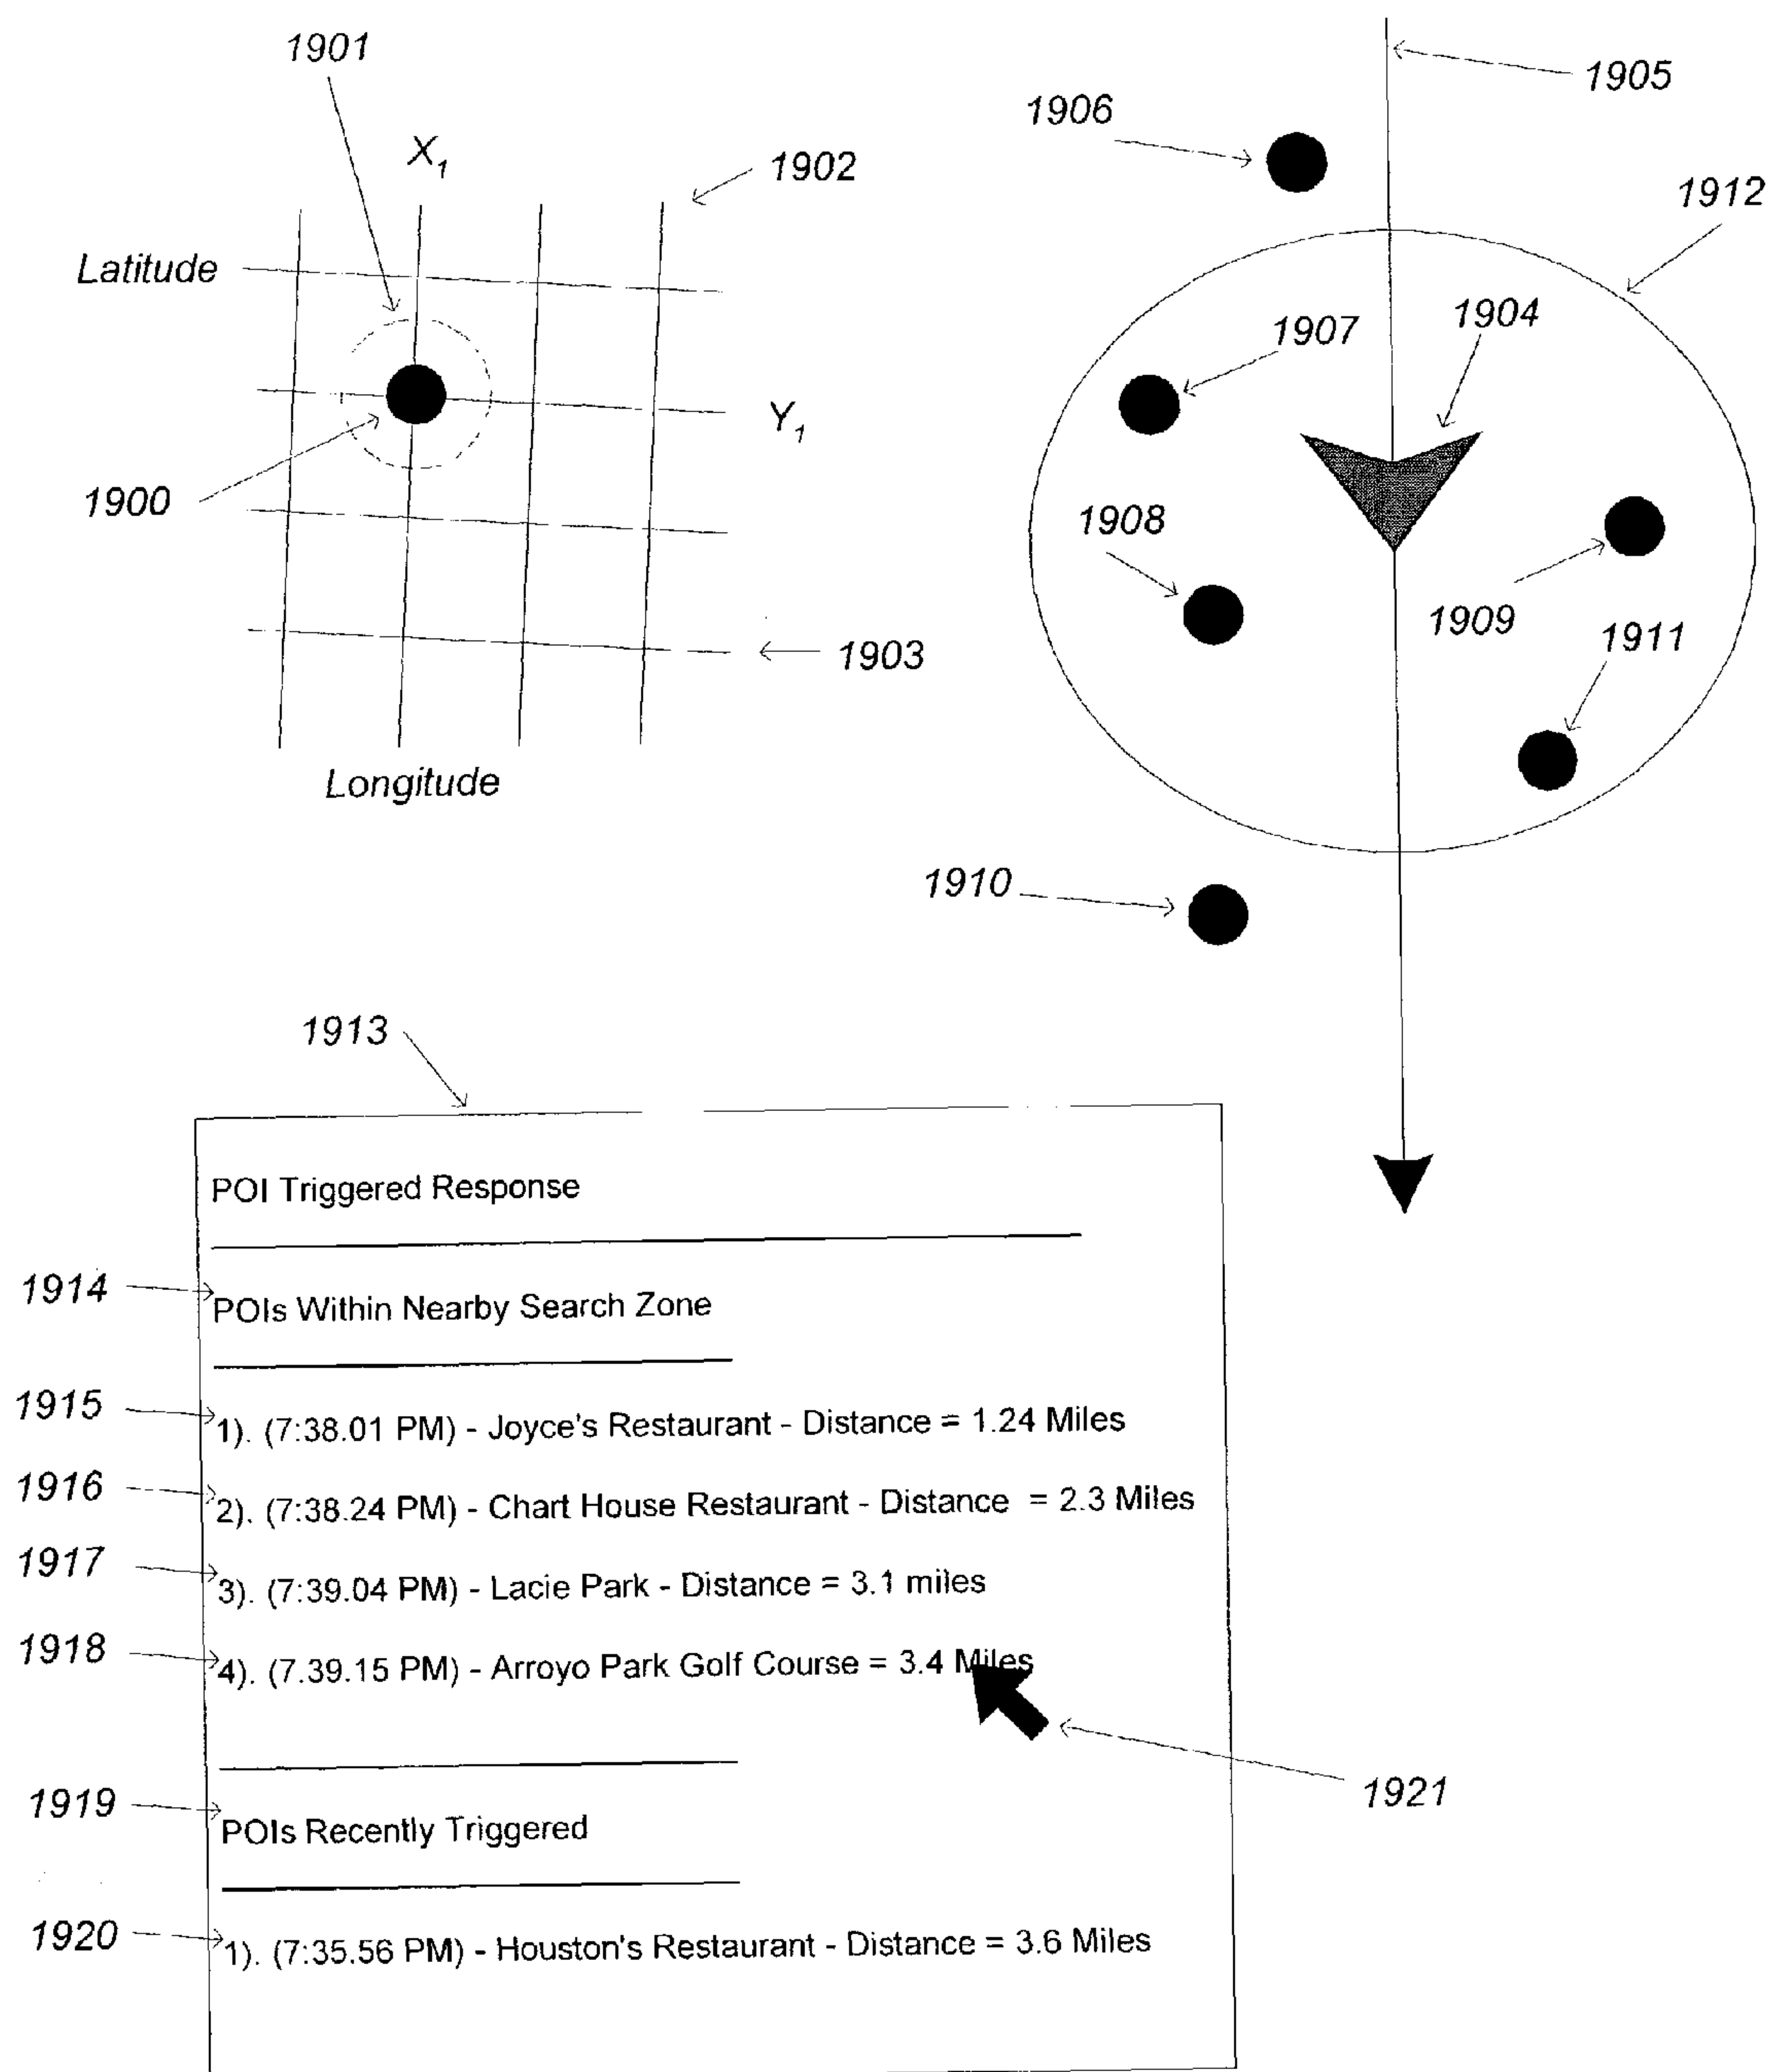 1901
1905
1906
X1
1902
1912
Latitude
1907
1904
Y1
1900
1908
1909
1911
1903
Longitude
1910
1913
POI Triggered Response
1914
POIs Within Nearby Search Zone
1915
1). (7:38.01 PM) - Joyce's Restaurant - Distance = 1.24 Miles
1916
2). (7:38.24 PM) - Chart House Restaurant - Distance = 2.3 Miles
1917
3). (7:39.04 PM) - Lacie Park - Distance = 3.1 miles
1918
4). (7.39.15 PM) - Arroyo Park Golf Course = 3.4 Miles
1921
1919
POIs Recently Triggered
1920
1). (7:35.56 PM) - Houston's Restaurant - Distance = 3.6 Miles